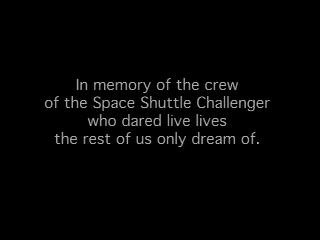 In memory of the crew
of the Space Shuttle Challenger
who dared live lives
the rest of us only dream of.